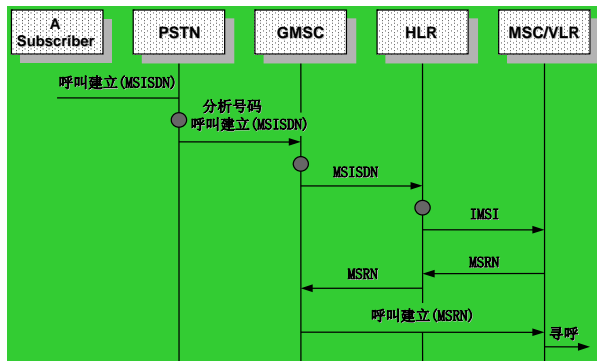 A
Subscriber
PSTN
GMSC
HLR
MSC/VLR
呼叫建立(MSISDN)
分析号码
呼叫建立(MSISDN)
MSISDN
IMSI
MSRN
MSRN
呼叫建立(MSRN)
寻呼